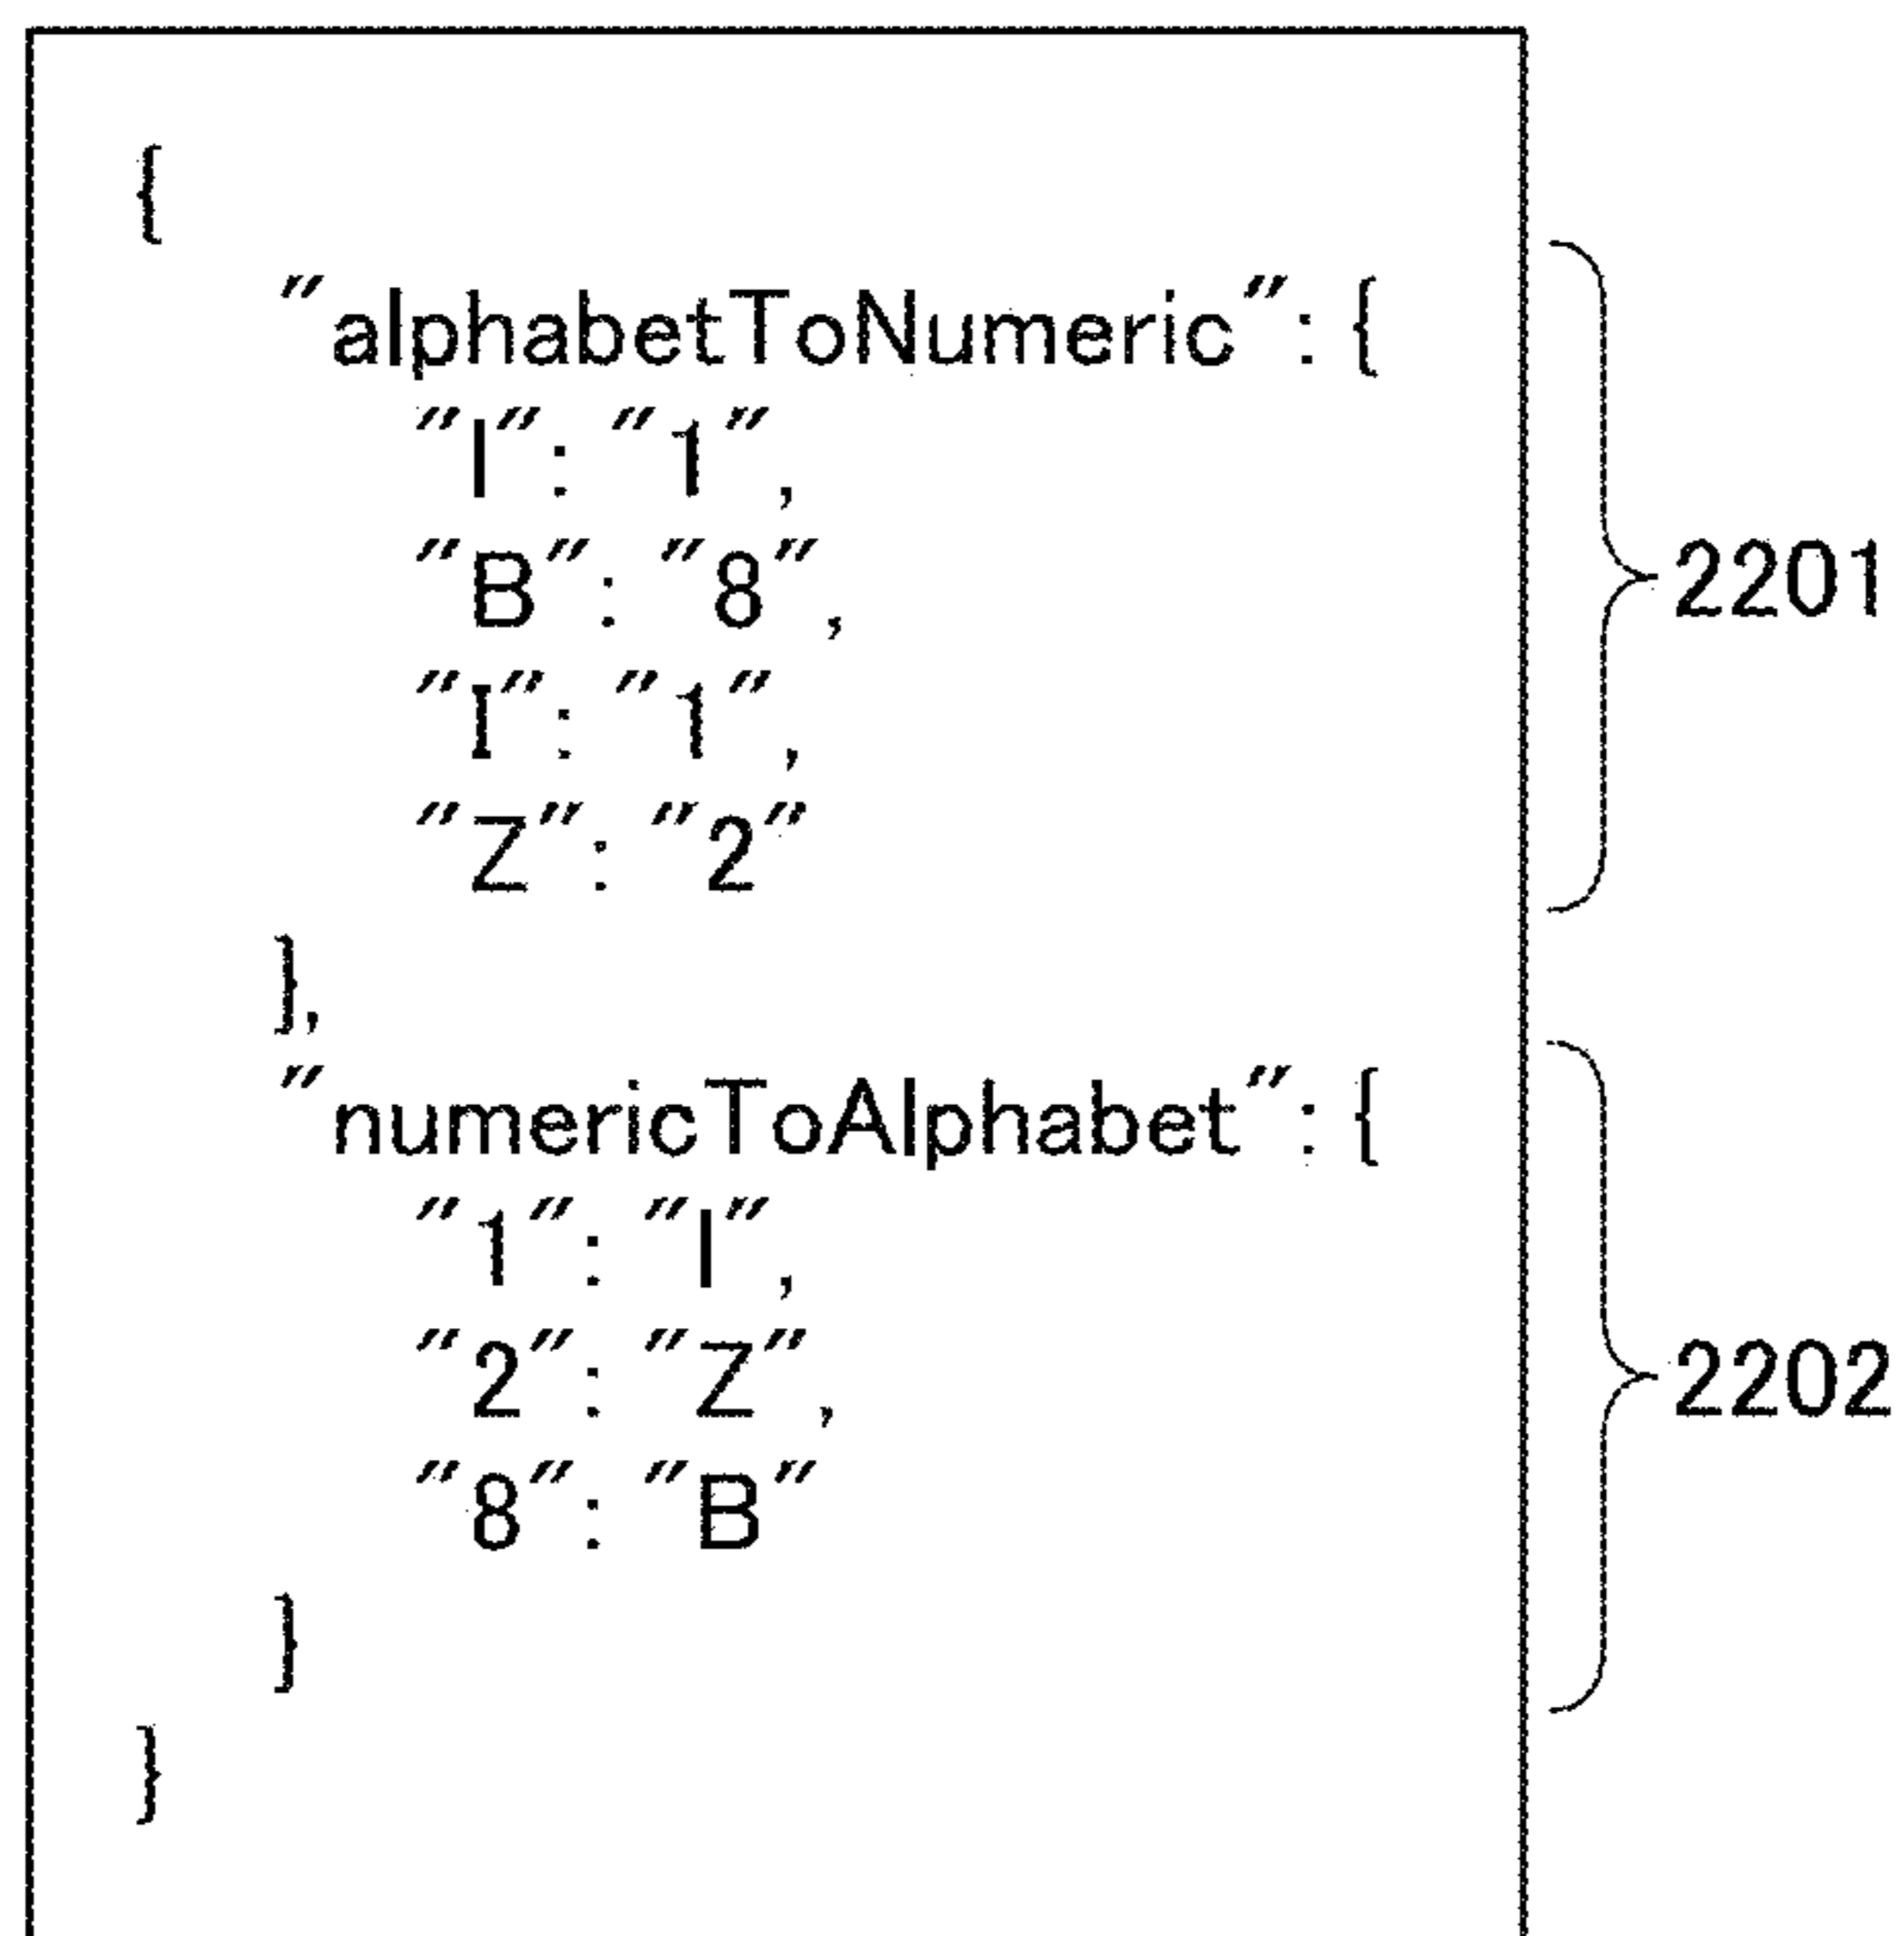 {
"alphabetToNumeric": {
"l": "1",
"B": "8",
"I": "1",
"Z": "2"
},
"numericToAlphabet": {
"1": "l",
"2": "Z",
"8": "B"
}
}
2201
2202